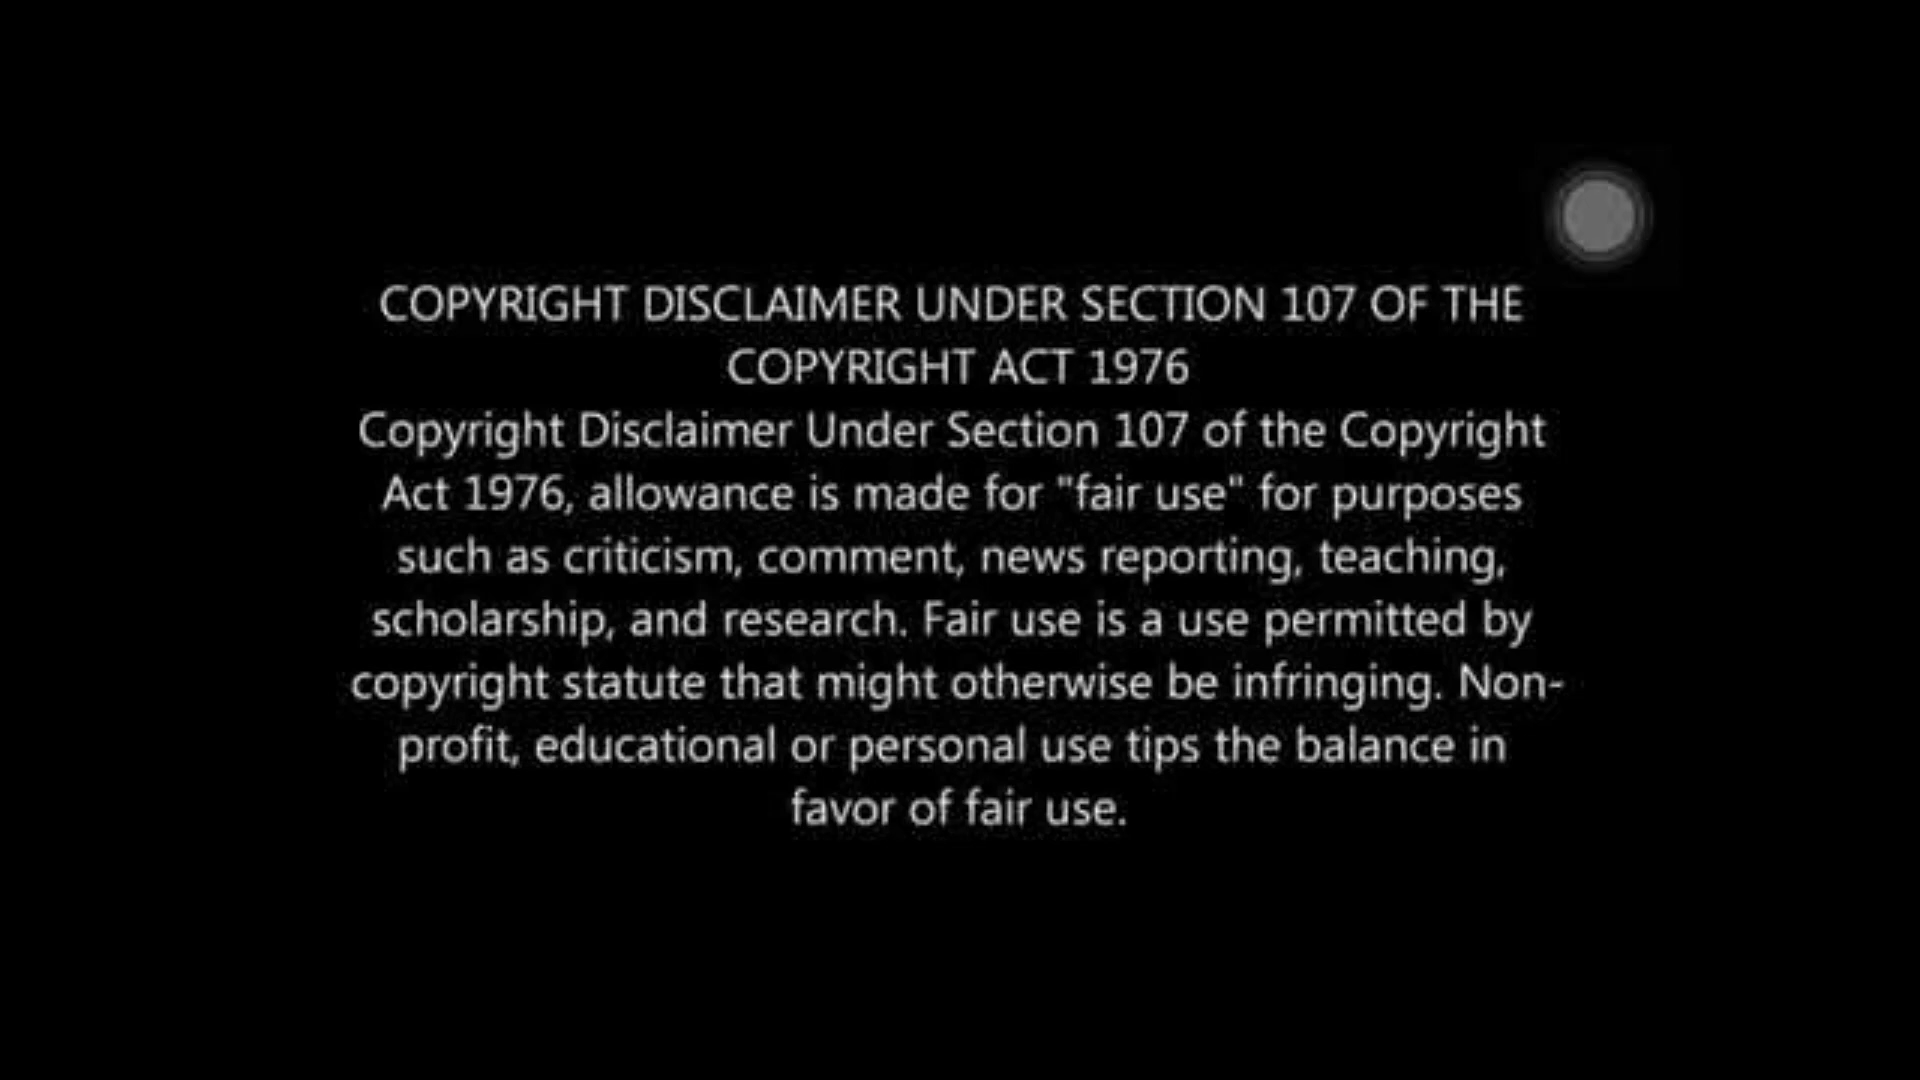 COPYRIGHT DISCLAIMER UNDER SECTION 107 OF THE
COPYRIGHT ACT 1976
Copyright Disclaimer Under Section 107 of the Copyright
Act 1976, allowance is made for "fair use" for purposes
such as criticism, comment, news reporting, teaching,
scholarship, and research. Fair use is a use permitted by
copyright statute that might otherwise be infringing. Non-
profit, educational or personal use tips the balance in
favor of fair use.